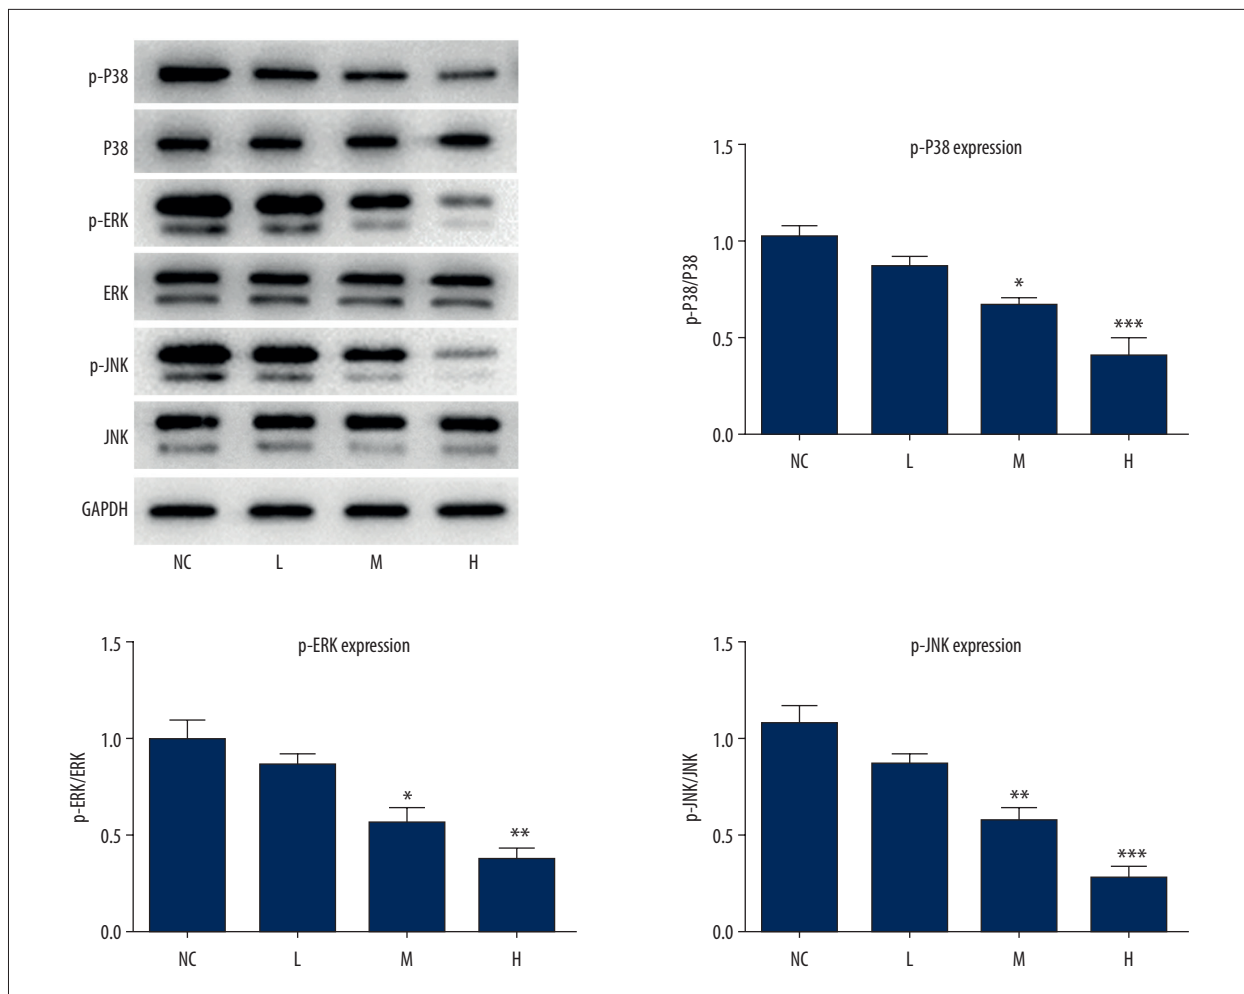 p-P38
P38
p-ERK
ERK
p-JNK
JNK
GAPDH
NC L M H
p-P38 expression
p-P38/P38
1.5
1.0
0.5
0.0
*
***
NC L M H
p-ERK expression
p-ERK/ERK
1.5
1.0
0.5
0.0
*
**
NC L M H
p-JNK expression
p-JNK/JNK
1.5
1.0
0.5
0.0
**
***
NC L M H